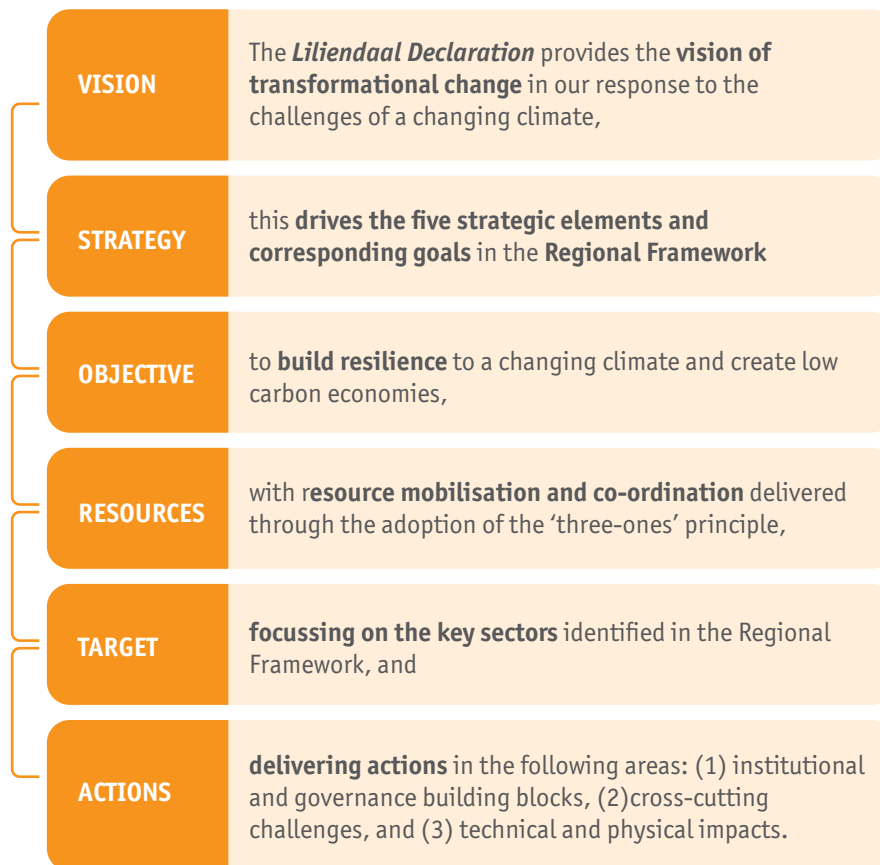 VISION
The Liliendaal Declaration provides the vision of
transformational change in our response to the
challenges of a changing climate,
STRATEGY
this drives the five strategic elements and
corresponding goals in the Regional Framework
OBJECTIVE
to build resilience to a changing climate and create low
carbon economies,
RESOURCES
with resource mobilisation and co-ordination delivered
through the adoption of the ‘three-ones’ principle,
TARGET
focussing on the key sectors identified in the Regional
Framework, and
ACTIONS
delivering actions in the following areas: (1) institutional
and governance building blocks, (2)cross-cutting
challenges, and (3) technical and physical impacts.